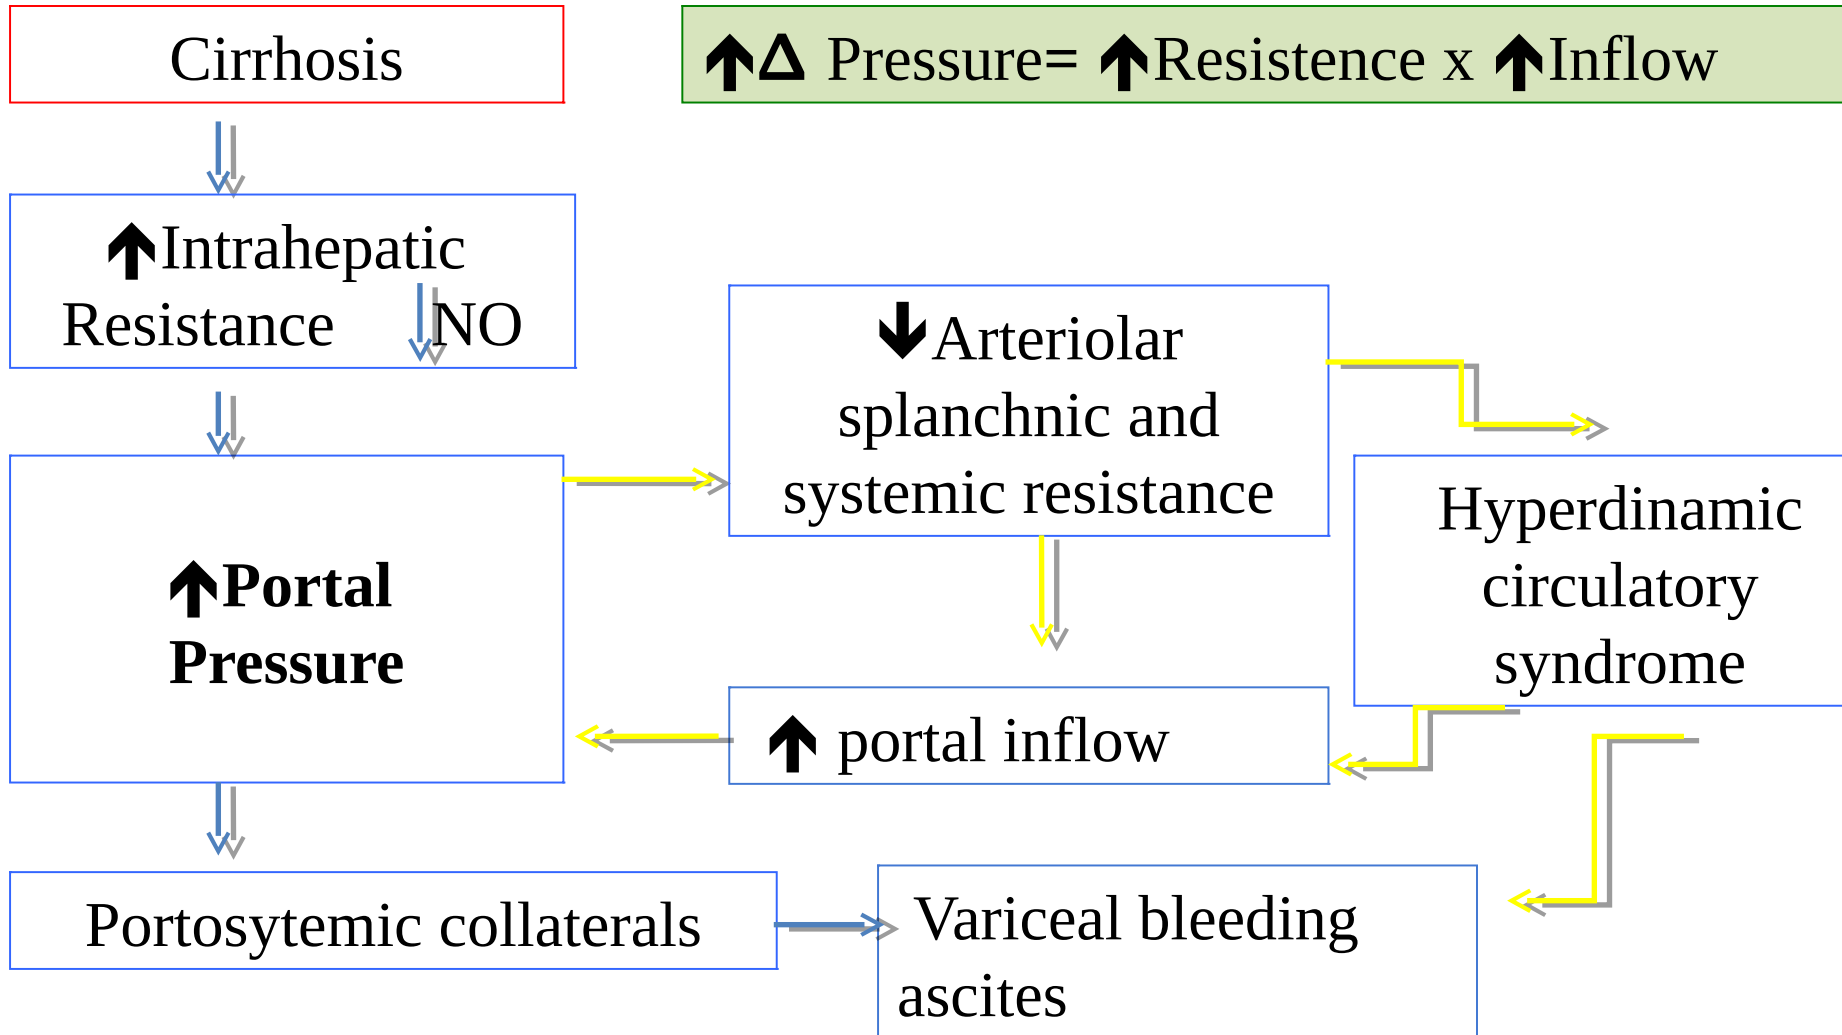 Cirrhosis
🡹Δ Pressure= 🡹Resistence x 🡹Inflow
🡹Intrahepatic
Resistance NO
🡻Arteriolar
splanchnic and
systemic resistance
Hyperdinamic
circulatory
syndrome
🡹Portal
Pressure
🡹 portal inflow
Portosytemic collaterals
Variceal bleeding
ascites